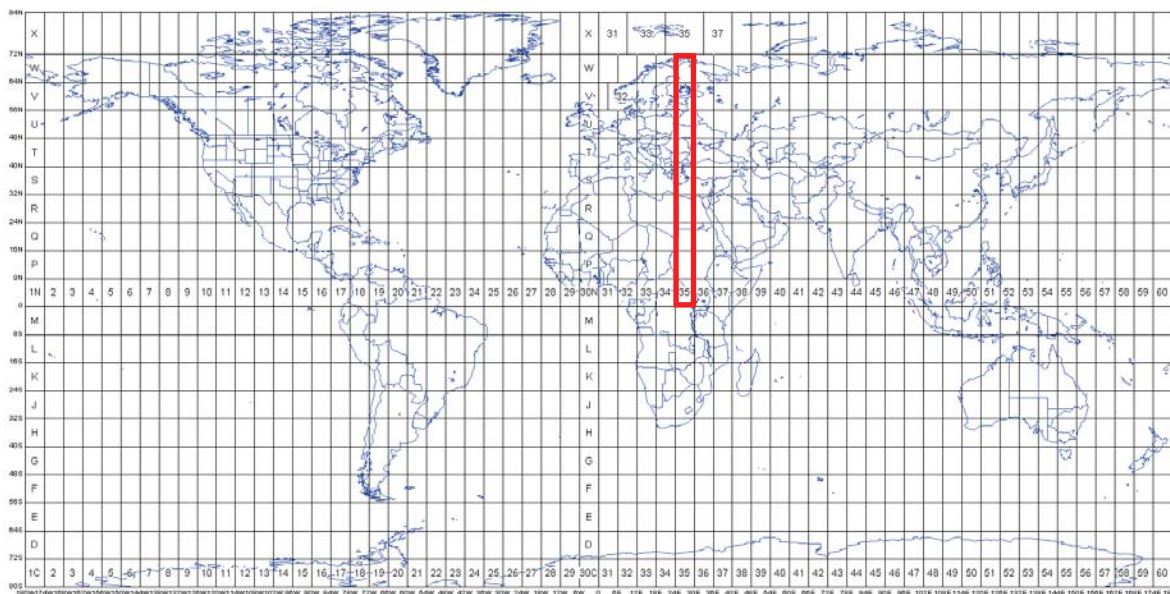 84N
X 31 33 35 37
72N
W
64N
V 32
56N
U
48N
T
40N
S
32N
R
24N
Q
16N
P
8N
1N 2 3 4 5 6 7 8 9 10 11 12 13 14 15 16 17 18 19 20 21 22 23 24 25 26 27 28 29 30N 31 32 33 34 35 36 37 38 39 40 41 42 43 44 45 46 47 48 49 50 51 52 53 54 55 56 57 58 59 60
0
M M
8S
L L
16S
K K
24S
J J
32S
H H
40S
G G
48S
F F
56S
E E
64S
D D
72S
1C 2 3 4 5 6 7 8 9 10 11 12 13 14 15 16 17 18 19 20 21 22 23 24 25 26 27 28 29 30C 31 32 33 34 35 36 37 38 39 40 41 42 43 44 45 46 47 48 49 50 51 52 53 54 55 56 57 58 59 60
80S